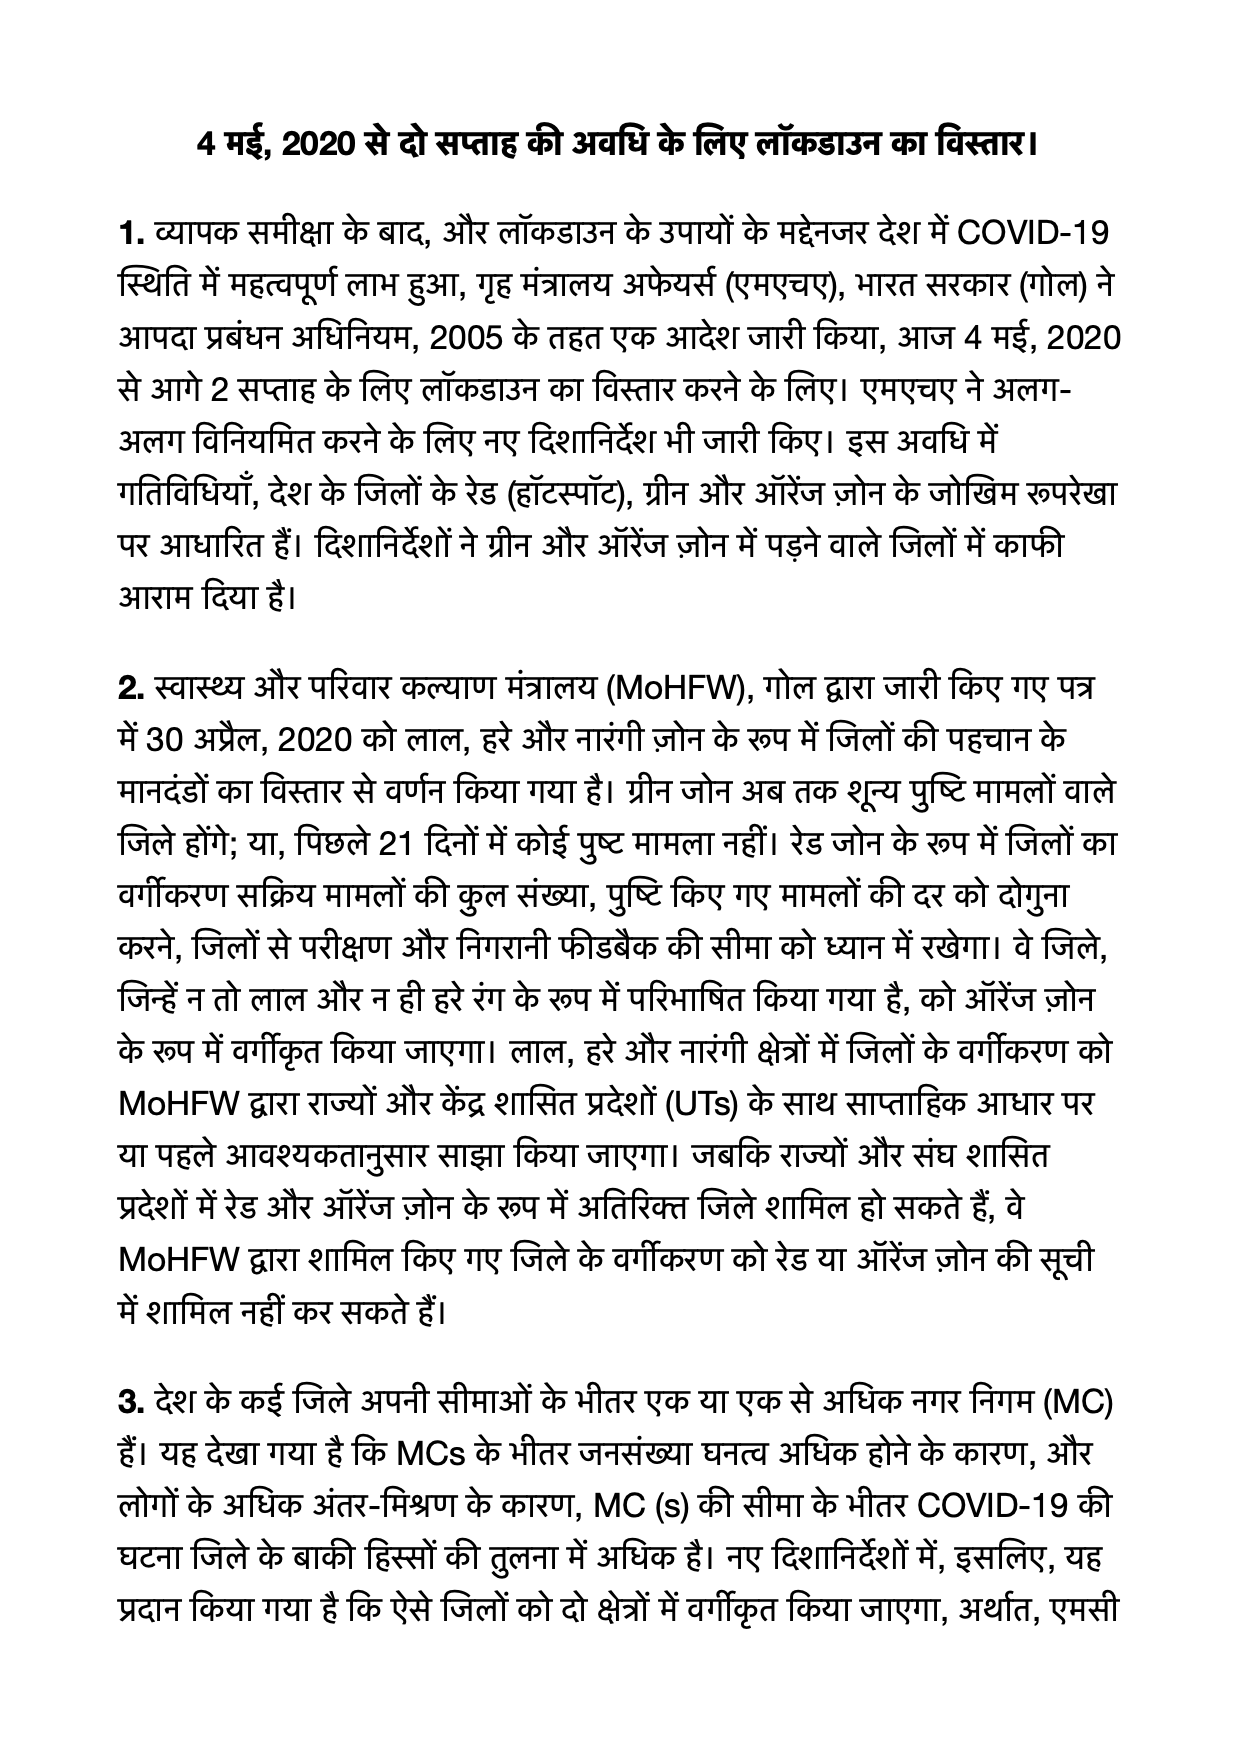 4 मई, 2020 से दो सप्ताह की अवधि के लिए लॉकडाउन का विस्तार।
1. व्यापक समीक्षा के बाद, और लॉकडाउन के उपायों के मद्देनजर देश में COVID-19
स्थिति में महत्वपूर्ण लाभ हुआ, गृह मंत्रालय अफेयर्स (एमएचए), भारत सरकार (गोल) ने
आपदा प्रबंधन अधिनियम, 2005 के तहत एक आदेश जारी किया, आज 4 मई, 2020
से आगे 2 सप्ताह के लिए लॉकडाउन का विस्तार करने के लिए। एमएचए ने अलग-
अलग विनियमित करने के लिए नए दिशानिर्देश भी जारी किए। इस अवधि में
गतिविधियाँ, देश के जिलों के रेड (हॉटस्पॉट), ग्रीन और ऑरेंज ज़ोन के जोखिम रूपरेखा
पर आधारित हैं। दिशानिर्देशों ने ग्रीन और ऑरेंज ज़ोन में पड़ने वाले जिलों में काफी
आराम दिया है।
2. स्वास्थ्य और परिवार कल्याण मंत्रालय (MoHFW), गोल द्वारा जारी किए गए पत्र
में 30 अप्रैल, 2020 को लाल, हरे और नारंगी ज़ोन के रूप में जिलों की पहचान के
मानदंडों का विस्तार से वर्णन किया गया है। ग्रीन जोन अब तक शून्य पुष्टि मामलों वाले
जिले होंगे; या, पिछले 21 दिनों में कोई पुष्ट मामला नहीं। रेड जोन के रूप में जिलों का
वर्गीकरण सक्रिय मामलों की कुल संख्या, पुष्टि किए गए मामलों की दर को दोगुना
करने, जिलों से परीक्षण और निगरानी फीडबैक की सीमा को ध्यान में रखेगा। वे जिले,
जिन्हें न तो लाल और न ही हरे रंग के रूप में परिभाषित किया गया है, को ऑरेंज ज़ोन
के रूप में वर्गीकृत किया जाएगा। लाल, हरे और नारंगी क्षेत्रों में जिलों के वर्गीकरण को
MoHFW द्वारा राज्यों और केंद्र शासित प्रदेशों (UTs) के साथ साप्ताहिक आधार पर
या पहले आवश्यकतानुसार साझा किया जाएगा। जबकि राज्यों और संघ शासित
प्रदेशों में रेड और ऑरेंज ज़ोन के रूप में अतिरिक्त जिले शामिल हो सकते हैं, वे
MoHFW द्वारा शामिल किए गए जिले के वर्गीकरण को रेड या ऑरेंज ज़ोन की सूची
में शामिल नहीं कर सकते हैं।
3. देश के कई जिले अपनी सीमाओं के भीतर एक या एक से अधिक नगर निगम (MC)
हैं। यह देखा गया है कि MCs के भीतर जनसंख्या घनत्व अधिक होने के कारण, और
लोगों के अधिक अंतर-मिश्रण के कारण, MC (s) की सीमा के भीतर COVID-19 की
घटना जिले के बाकी हिस्सों की तुलना में अधिक है। नए दिशानिर्देशों में, इसलिए, यह
प्रदान किया गया है कि ऐसे जिलों को दो क्षेत्रों में वर्गीकृत किया जाएगा, अर्थात, एमसी